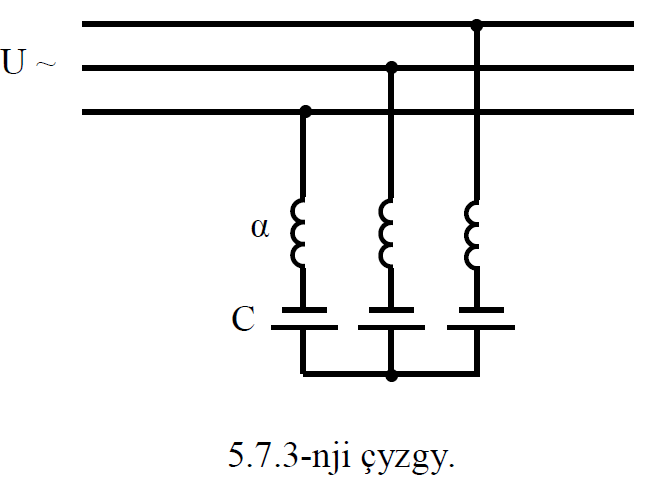 U ~
α
C
5.7.3-nji çyzgy.